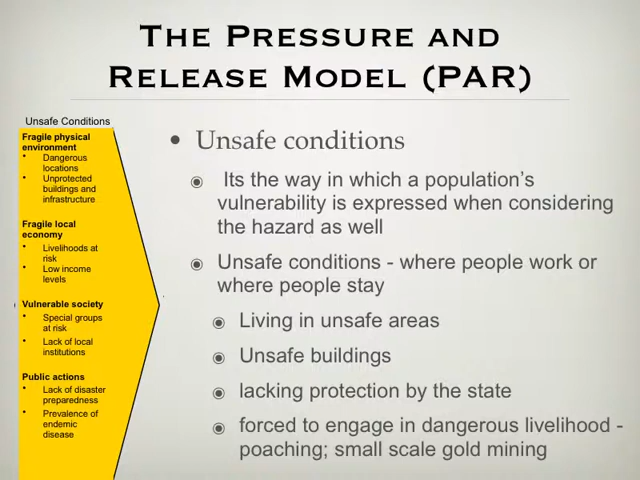 THE PRESSURE AND
RELEASE MODEL (PAR)
Unsafe Conditions
Fragile physical
environment
• Dangerous
locations
• Unprotected
buildings and
infrastructure
Fragile local
economy
• Livelihoods at
risk
• Low income
levels
Vulnerable society
• Special groups
at risk
• Lack of local
institutions
Public actions
• Lack of disaster
preparedness
• Prevalence of
endemic
disease
• Unsafe conditions
◉ Its the way in which a population's
vulnerability is expressed when considering
the hazard as well
◉ Unsafe conditions - where people work or
where people stay
◉ Living in unsafe areas
◉ Unsafe buildings
◉ lacking protection by the state
◉ forced to engage in dangerous livelihood -
poaching; small scale gold mining